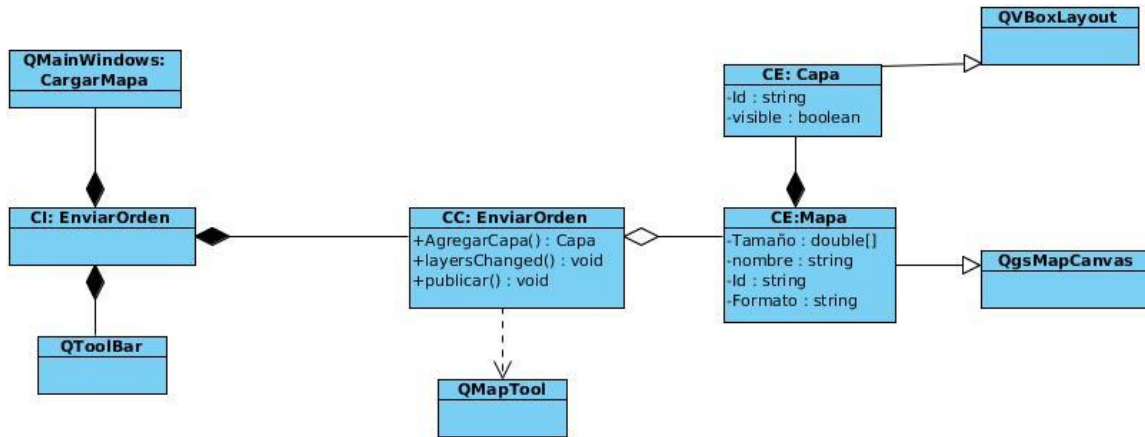 QVBoxLayout
QMainWindows:
CargarMapa
CE: Capa
-Id : string
-visible : boolean
CI: EnviarOrden
CC: EnviarOrden
+AgregarCapa() : Capa
+layersChanged() : void
+publicar() : void
CE:Mapa
-Tamaño : double[]
-nombre : string
-Id : string
-Formato : string
QgsMapCanvas
QToolBar
QMapTool